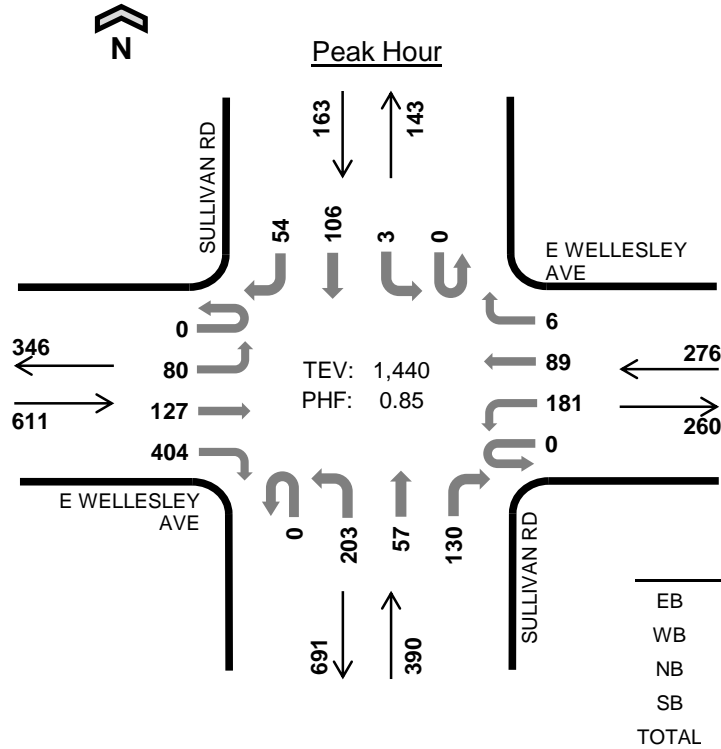 N
Peak Hour
163
143
SULLIVAN RD
54
106
3
0
E WELLESLEY
AVE
0
6
346
80
89
276
TEV: 1,440
PHF: 0.85
611
127
181
260
404
0
E WELLESLEY
AVE
0
203
57
130
SULLIVAN RD
691
390
EB
WB
NB
SB
TOTAL